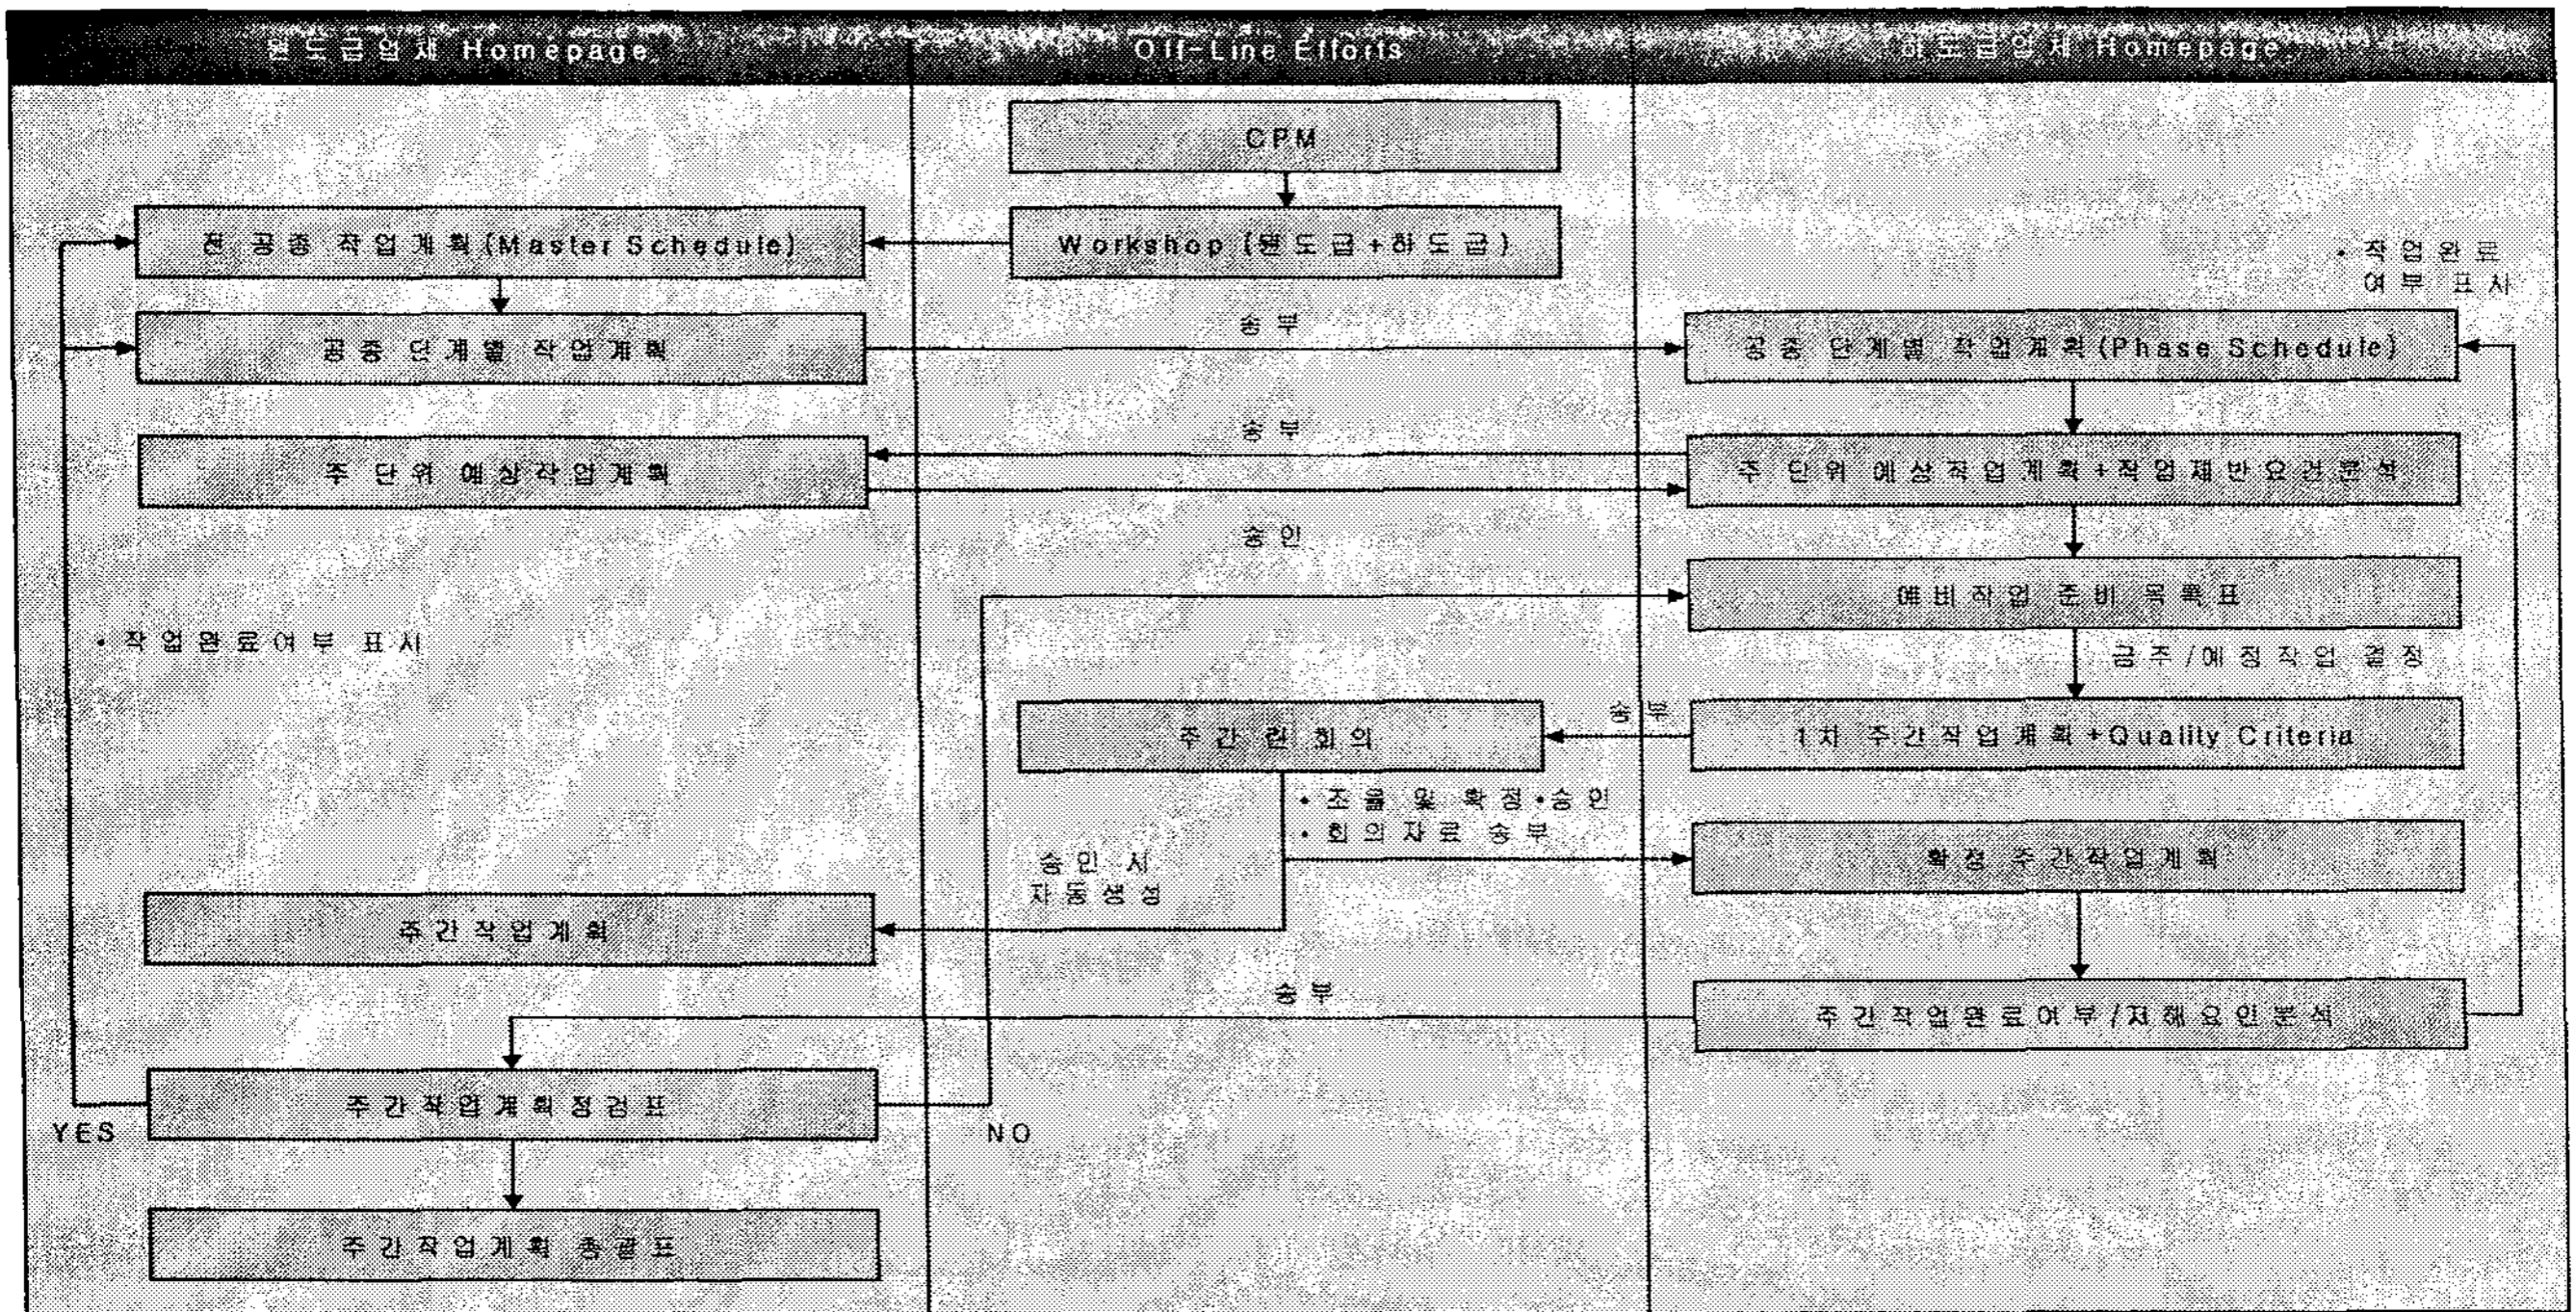 원도급업체 Homepage
Off-Line Efforts
하도급업체 Homepage
CPM
전 공종 작업계획(Master Schedule)
Workshop (원도급+하도급)
• 작업완료
여부 표시
송부
공종 단계별 작업계획
공종 단계별 작업계획(Phase Schedule)
송부
주 단위 예상작업계획
주 단위 예상작업계획+작업제반요건분석
승인
예비작업 준비 목록표
• 작업완료여부 표시
금주/예정작업 결정
송부
주간 린 회의
1차 주간작업계획+Quality Criteria
• 조율 및 확정•승인
• 회의자료 송부
승인 시
자동생성
확정 주간작업계획
주간작업계획
송부
주간작업완료여부/저해요인분석
주간작업계획점검표
YES
NO
주간작업계획 총괄표